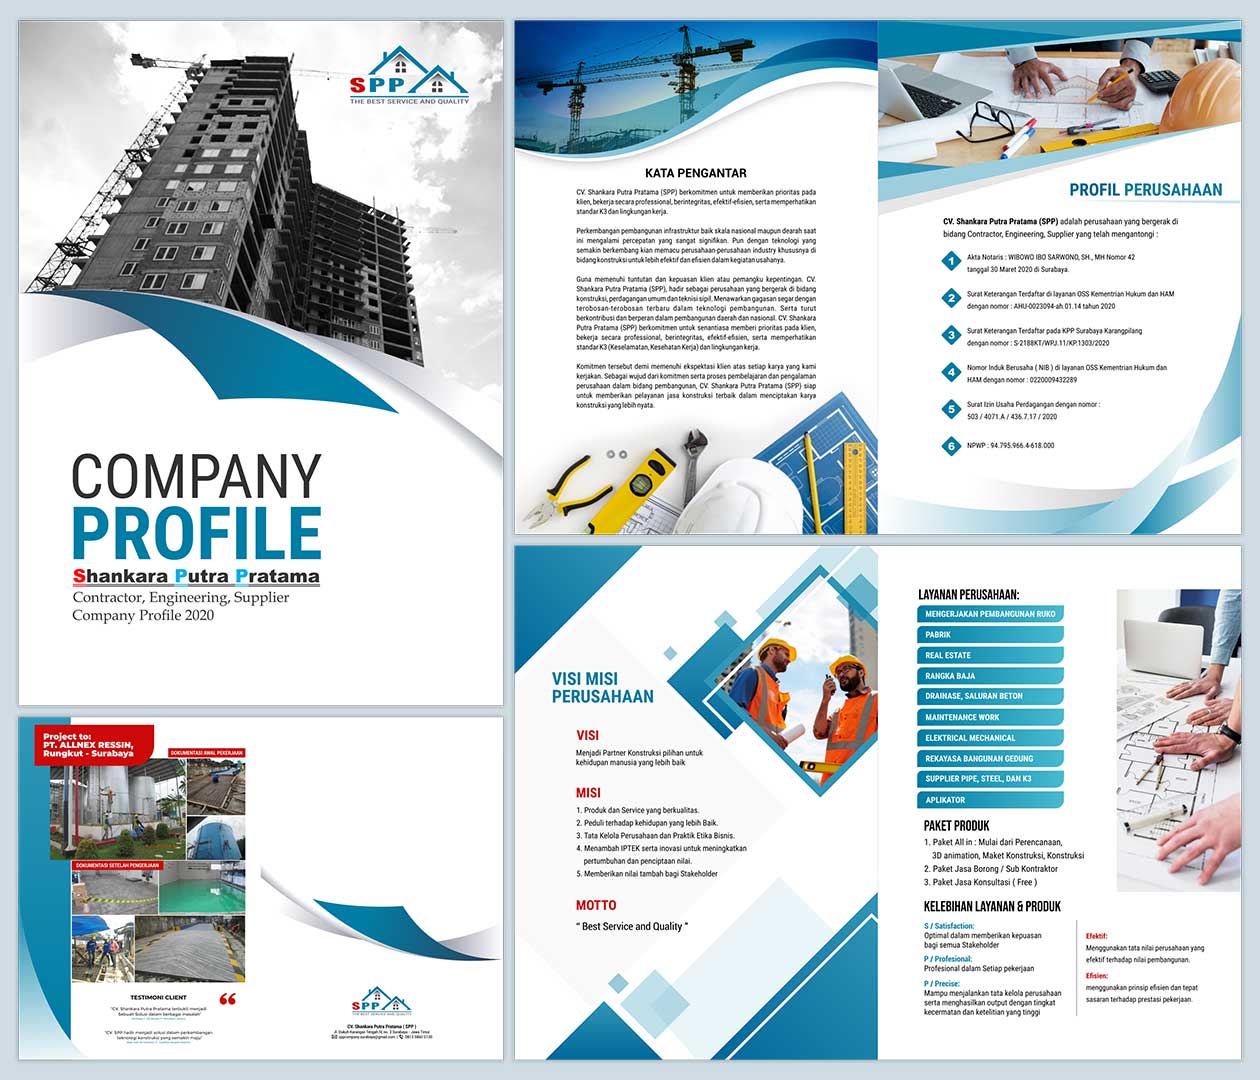 SPP
THE BEST SERVICE AND QUALITY
COMPANY
PROFILE
Shankara Putra Pratama
Contractor, Engineering, Supplier
Company Profile 2020
KATA PENGANTAR
CV. Shankara Putra Pratama (SPP) berkomitmen untuk memberikan prioritas pada
klien, bekerja secara professional, berintegritas, efektif-efisien, serta memperhatikan
standar K3 dan lingkungan kerja.
Perkembangan pembangunan infrastruktur baik skala nasional maupun daerah saat
ini mengalami percepatan yang sangat signifikan. Pun dengan teknologi yang
semakin berkembang kian memacu perusahaan-perusahaan industry khususnya di
bidang konstruksi untuk lebih efektif dan efisien dalam kegiatan usahanya.
Guna memenuhi tuntutan dan kepuasan klien atau pemangku kepentingan. CV.
Shankara Putra Pratama (SPP), hadir sebagai perusahaan yang bergerak di bidang
konstruksi, perdagangan umum dan teknisi sipil. Menawarkan gagasan segar dengan
terobosan-terobosan terbaru dalam teknologi pembangunan. Serta turut
berkontribusi dan berperan dalam pembangunan daerah dan nasional. CV. Shankara
Putra Pratama (SPP) berkomitmen untuk senantiasa memberi prioritas pada klien,
bekerja secara professional, berintegritas, efektif-efisien, serta memperhatikan
standar K3 (Keselamatan, Kesehatan Kerja) dan lingkungan kerja.
Komitmen tersebut demi memenuhi ekspektasi klien atas setiap karya yang kami
kerjakan. Sebagai wujud dari komitmen serta proses pembelajaran dan pengalaman
perusahaan dalam bidang pembangunan, CV. Shankara Putra Pratama (SPP) siap
untuk memberikan pelayanan jasa konstruksi terbaik dalam menciptakan karya
konstruksi yang lebih nyata.
PROFIL PERUSAHAAN
CV. Shankara Putra Pratama (SPP) adalah perusahaan yang bergerak di
bidang Contractor, Engineering, Supplier yang telah mengantongi :
1 Akta Notaris : WIBOWO IBO SARWONO, SH., MH Nomor 42
tanggal 30 Maret 2020 di Surabaya.
2 Surat Keterangan Terdaftar di layanan OSS Kementrian Hukum dan HAM
dengan nomor : AHU-0023094-ah.01.14 tahun 2020
3 Surat Keterangan Terdaftar pada KPP Surabaya Karangpilang
dengan nomor : S-2188KT/WPJ.11/KP.1303/2020
4 Nomor Induk Berusaha ( NIB ) di layanan OSS Kementrian Hukum dan
HAM dengan nomor : 0220009432289
5 Surat Izin Usaha Perdagangan dengan nomor :
503 / 4071.A / 436.7.17 / 2020
6 NPWP : 94.795.966.4-618.000
Project to:
PT. ALLNEX RESSIN,
Rungkut - Surabaya
DOKUMENTASI AWAL PEKERJAAN
DOKUMENTASI SETELAH PENGERJAAN
TESTIMONI CLIENT
"CV. Shankara Putra Pratama terbukti menjadi
Sebuah Solusi dalam berbagai masalah"
"CV. SPP hadir menjadi solusi dalam perkembangan
teknologi konstruksi yang semakin maju"
SPP
THE BEST SERVICE AND QUALITY
CV. Shankara Putra Pratama ( SPP )
VISI MISI
PERUSAHAAN
VISI
Menjadi Partner Konstruksi pilihan untuk
kehidupan manusia yang lebih baik
MISI
1. Produk dan Service yang berkualitas.
2. Peduli terhadap kehidupan yang lebih Baik.
3. Tata Kelola Perusahaan dan Praktik Etika Bisnis.
4. Menambah IPTEK serta inovasi untuk meningkatkan
pertumbuhan dan penciptaan nilai.
5. Memberikan nilai tambah bagi Stakeholder
MOTTO
" Best Service and Quality "
LAYANAN PERUSAHAAN:
MENGERJAKAN PEMBANGUNAN RUKO
PABRIK
REAL ESTATE
RANGKA BAJA
DRAINASE, SALURAN BETON
MAINTENANCE WORK
ELEKTRICAL MECHANICAL
REKAYASA BANGUNAN GEDUNG
SUPPLIER PIPE, STEEL, DAN K3
APLIKATOR
PAKET PRODUK
1. Paket All in : Mulai dari Perencanaan,
3D animation, Maket Konstruksi, Konstruksi
2. Paket Jasa Borong / Sub Kontraktor
3. Paket Jasa Konsultasi ( Free )
KELEBIHAN LAYANAN & PRODUK
S / Satisfaction:
Optimal dalam memberikan kepuasan
bagi semua Stakeholder
P / Profesional:
Profesional dalam Setiap pekerjaan
P / Precise:
Mampu menjalankan tata kelola perusahaan
serta menghasilkan output dengan tingkat
kecermatan dan ketelitian yang tinggi
Efektif:
Menggunakan tata nilai perusahaan yang
efektif terhadap nilai pembangunan.
Efisien:
menggunakan prinsip efisien dan tepat
sasaran terhadap prestasi pekerjaan.